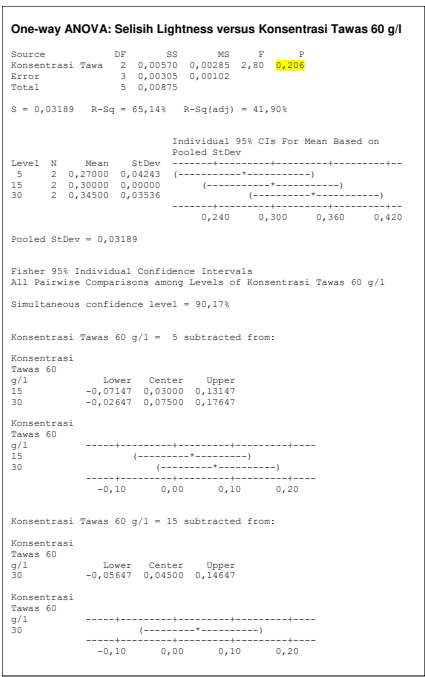 One-way ANOVA: Selisih Lightness versus Konsentrasi Tawas 60 g/l
Source DF SS MS F P
Konsentrasi Tawa 2 0,00570 0,00285 2,80 0,206
Error 3 0,00305 0,00102
Total 5 0,00875
S = 0,03189 R-Sq = 65,14% R-Sq(adj) = 41,90%
Individual 95% CIs For Mean Based on
Pooled StDev
Level N Mean StDev -------+---------+---------+---------+--
5 2 0,27000 0,04243 (-----------*-----------)
15 2 0,30000 0,00000 (-----------*-----------)
30 2 0,34500 0,03536 (-----------*-----------)
-------+---------+---------+---------+--
0,240 0,300 0,360 0,420
Pooled StDev = 0,03189
Fisher 95% Individual Confidence Intervals
All Pairwise Comparisons among Levels of Konsentrasi Tawas 60 g/l
Simultaneous confidence level = 90,17%
Konsentrasi Tawas 60 g/l = 5 subtracted from:
Konsentrasi
Tawas 60
g/l Lower Center Upper
15 -0,07147 0,03000 0,13147
30 -0,02647 0,07500 0,17647
Konsentrasi
Tawas 60
g/l -----+---------+---------+---------+----
15 (---------*---------)
30 (---------*----------)
-----+---------+---------+---------+----
-0,10 0,00 0,10 0,20
Konsentrasi Tawas 60 g/l = 15 subtracted from:
Konsentrasi
Tawas 60
g/l Lower Center Upper
30 -0,05647 0,04500 0,14647
Konsentrasi
Tawas 60
g/l -----+---------+---------+---------+----
30 (---------*----------)
-----+---------+---------+---------+----
-0,10 0,00 0,10 0,20